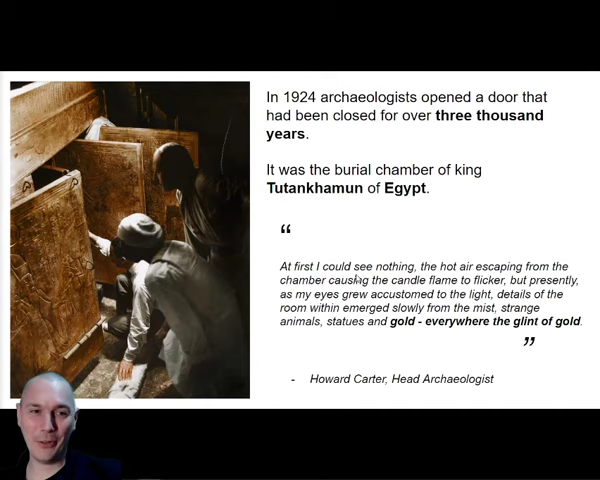 In 1924 archaeologists opened a door that
had been closed for over three thousand
years.
It was the burial chamber of king
Tutankhamun of Egypt.
“
At first I could see nothing, the hot air escaping from the
chamber causing the candle flame to flicker, but presently,
as my eyes grew accustomed to the light, details of the
room within emerged slowly from the mist, strange
animals, statues and gold - everywhere the glint of gold.
”
- Howard Carter, Head Archaeologist